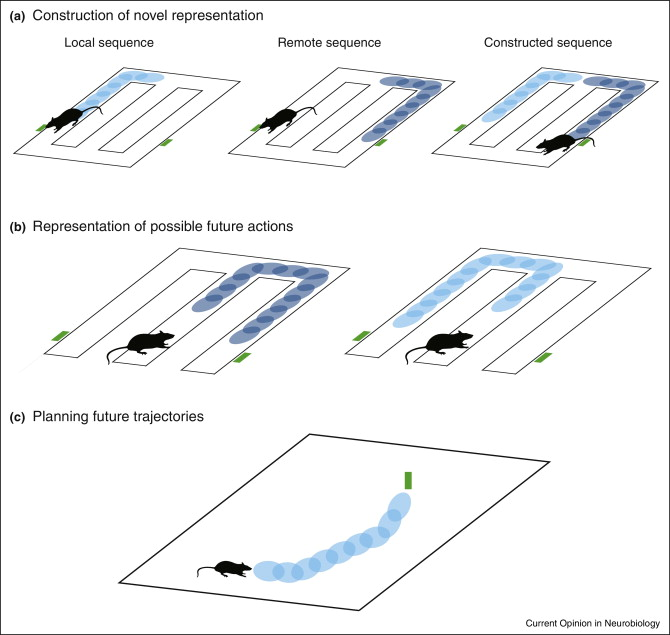 (a) Construction of novel representation
Local sequence
Remote sequence
Constructed sequence
(b) Representation of possible future actions
(c) Planning future trajectories
Current Opinion in Neurobiology